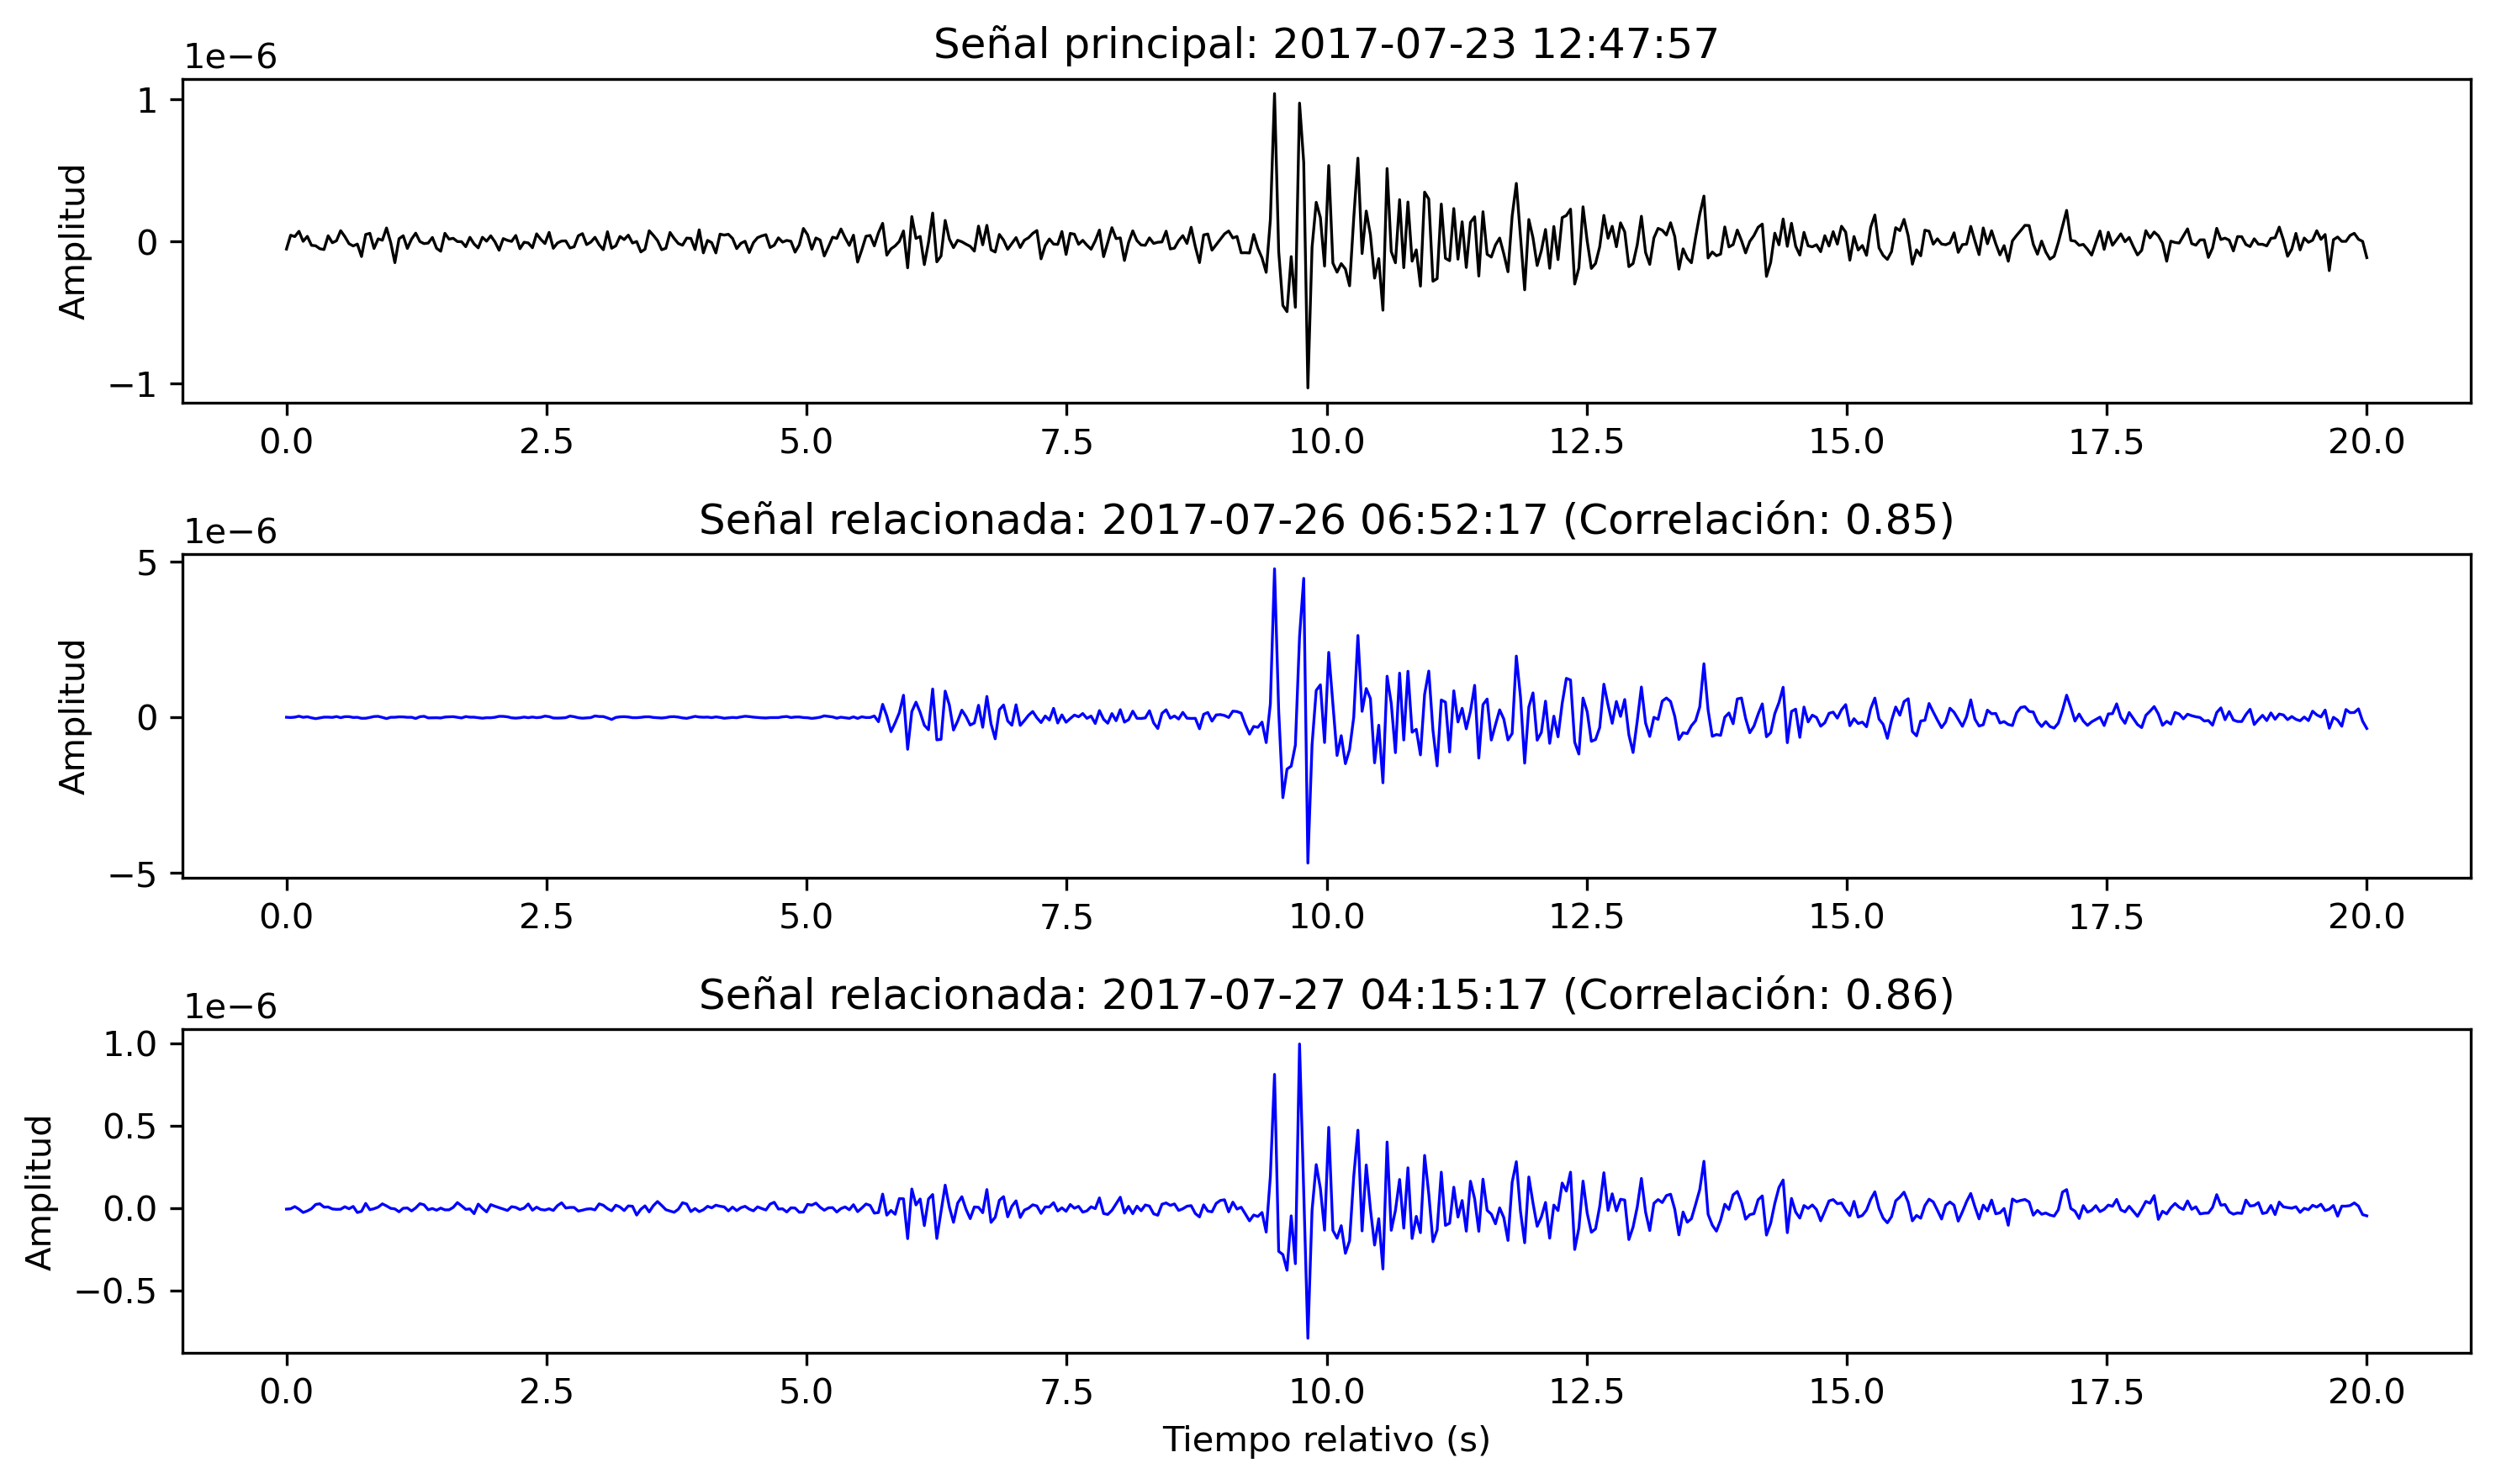 Señal principal: 2017-07-23 12:47:57
1e−6
1
0
−1
Amplitud
0.0 2.5 5.0 7.5 10.0 12.5 15.0 17.5 20.0
Señal relacionada: 2017-07-26 06:52:17 (Correlación: 0.85)
1e−6
5
0
−5
Amplitud
0.0 2.5 5.0 7.5 10.0 12.5 15.0 17.5 20.0
Señal relacionada: 2017-07-27 04:15:17 (Correlación: 0.86)
1e−6
1.0
0.5
0.0
−0.5
Amplitud
0.0 2.5 5.0 7.5 10.0 12.5 15.0 17.5 20.0
Tiempo relativo (s)